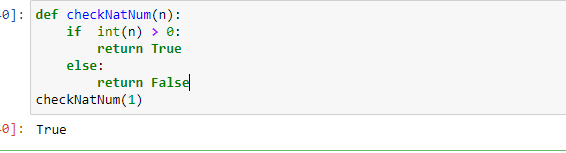 0]: def checkNatNum(n):
if int(n) > 0:
return True
else:
return False
checkNatNum(1)
0]: True